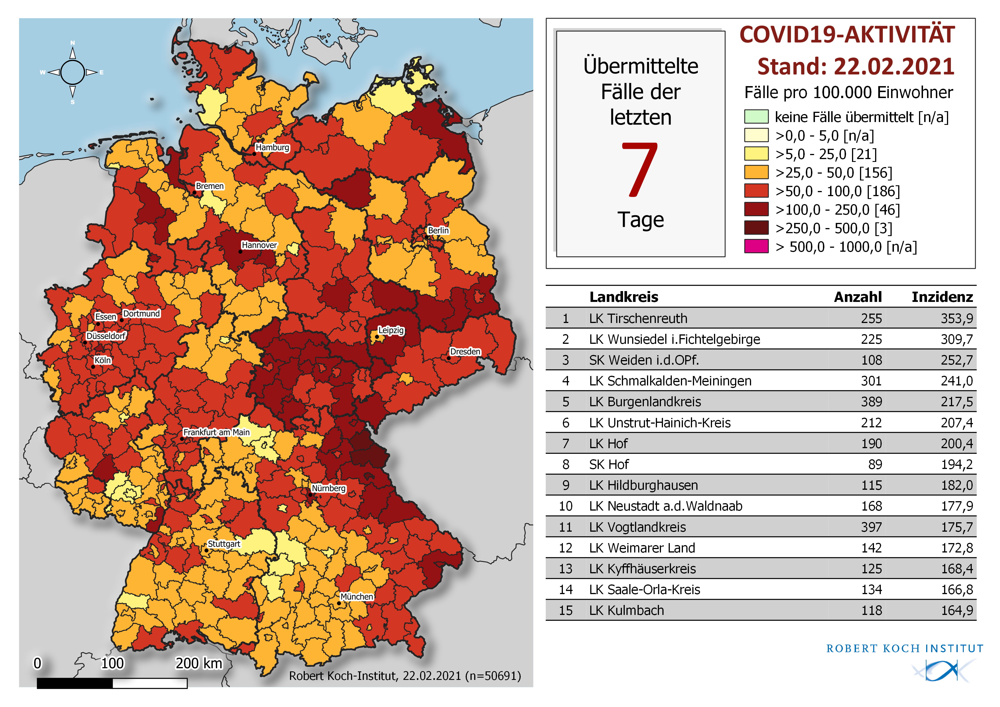 N
W
E
S
Hamburg
Bremen
Berlin
Hannover
Essen
Dortmund
Düsseldorf
Leipzig
Köln
Dresden
Frankfurt am Main
Nürnberg
Stuttgart
München
0 100 200 km
Robert Koch-Institut, 22.02.2021 (n=50691)
Übermittelte
Fälle der
letzten
7
Tage
COVID19-AKTIVITÄT
Stand: 22.02.2021
Fälle pro 100.000 Einwohner
keine Fälle übermittelt [n/a]
>0,0 - 5,0 [n/a]
>5,0 - 25,0 [21]
>25,0 - 50,0 [156]
>50,0 - 100,0 [186]
>100,0 - 250,0 [46]
>250,0 - 500,0 [3]
> 500,0 - 1000,0 [n/a]
Landkreis Anzahl Inzidenz
1 LK Tirschenreuth 255 353,9
2 LK Wunsiedel i.Fichtelgebirge 225 309,7
3 SK Weiden i.d.OPf. 108 252,7
4 LK Schmalkalden-Meiningen 301 241,0
5 LK Burgenlandkreis 389 217,5
6 LK Unstrut-Hainich-Kreis 212 207,4
7 LK Hof 190 200,4
8 SK Hof 89 194,2
9 LK Hildburghausen 115 182,0
10 LK Neustadt a.d.Waldnaab 168 177,9
11 LK Vogtlandkreis 397 175,7
12 LK Weimarer Land 142 172,8
13 LK Kyffhäuserkreis 125 168,4
14 LK Saale-Orla-Kreis 134 166,8
15 LK Kulmbach 118 164,9
ROBERT KOCH INSTITUT